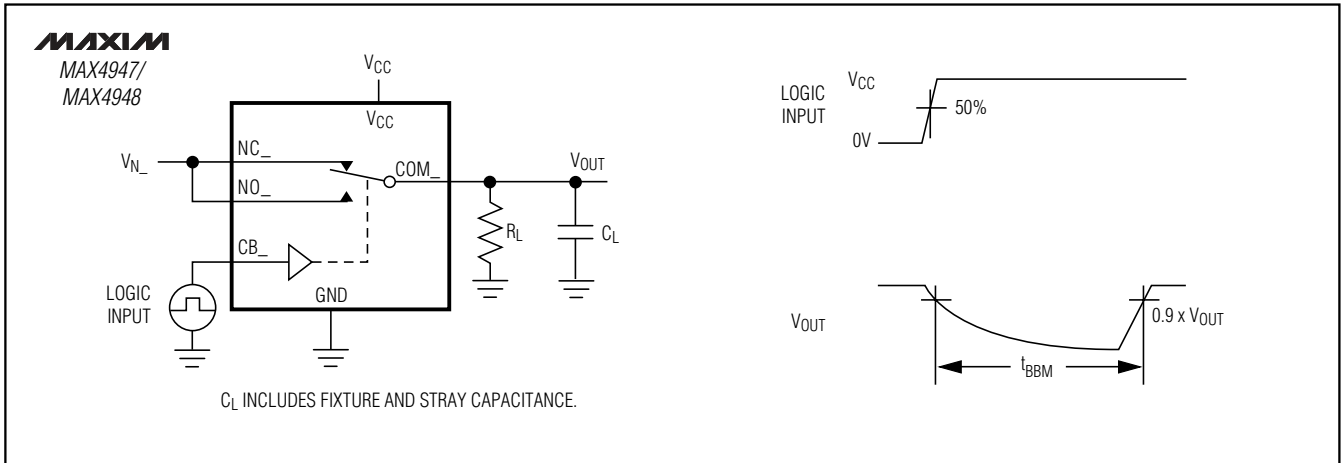 MAXIM
MAX4947/
MAX4948
VCC
VCC
VN_
NC_
NO_
COM_
VOUT
RL
CL
CB_
LOGIC
INPUT
GND
CL INCLUDES FIXTURE AND STRAY CAPACITANCE.
LOGIC
INPUT
VCC
50%
0V
VOUT
0.9 x VOUT
tBBM